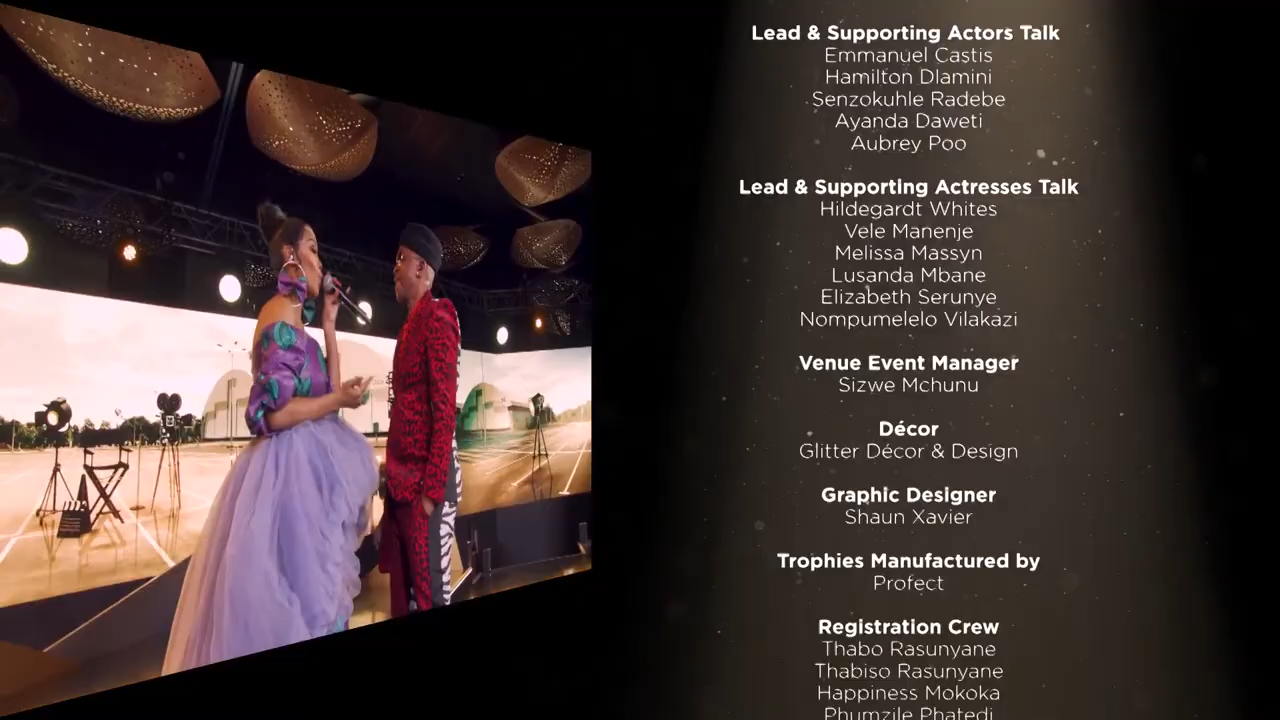 Lead & Supporting Actors Talk
Emmanuel Castis
Hamilton Dlamini
Senzokuhle Radebe
Ayanda Daweti
Aubrey Poo
Lead & Supporting Actresses Talk
Hildegardt Whites
Vele Manenje
Melissa Massyn
Lusanda Mbane
Elizabeth Serunye
Nompumelelo Vilakazi
Venue Event Manager
Sizwe Mchunu
Décor
Glitter Décor & Design
Graphic Designer
Shaun Xavier
Trophies Manufactured by
Profect
Registration Crew
Thabo Rasunyane
Thabiso Rasunyane
Happiness Mokoka
Phumzile Phatedi